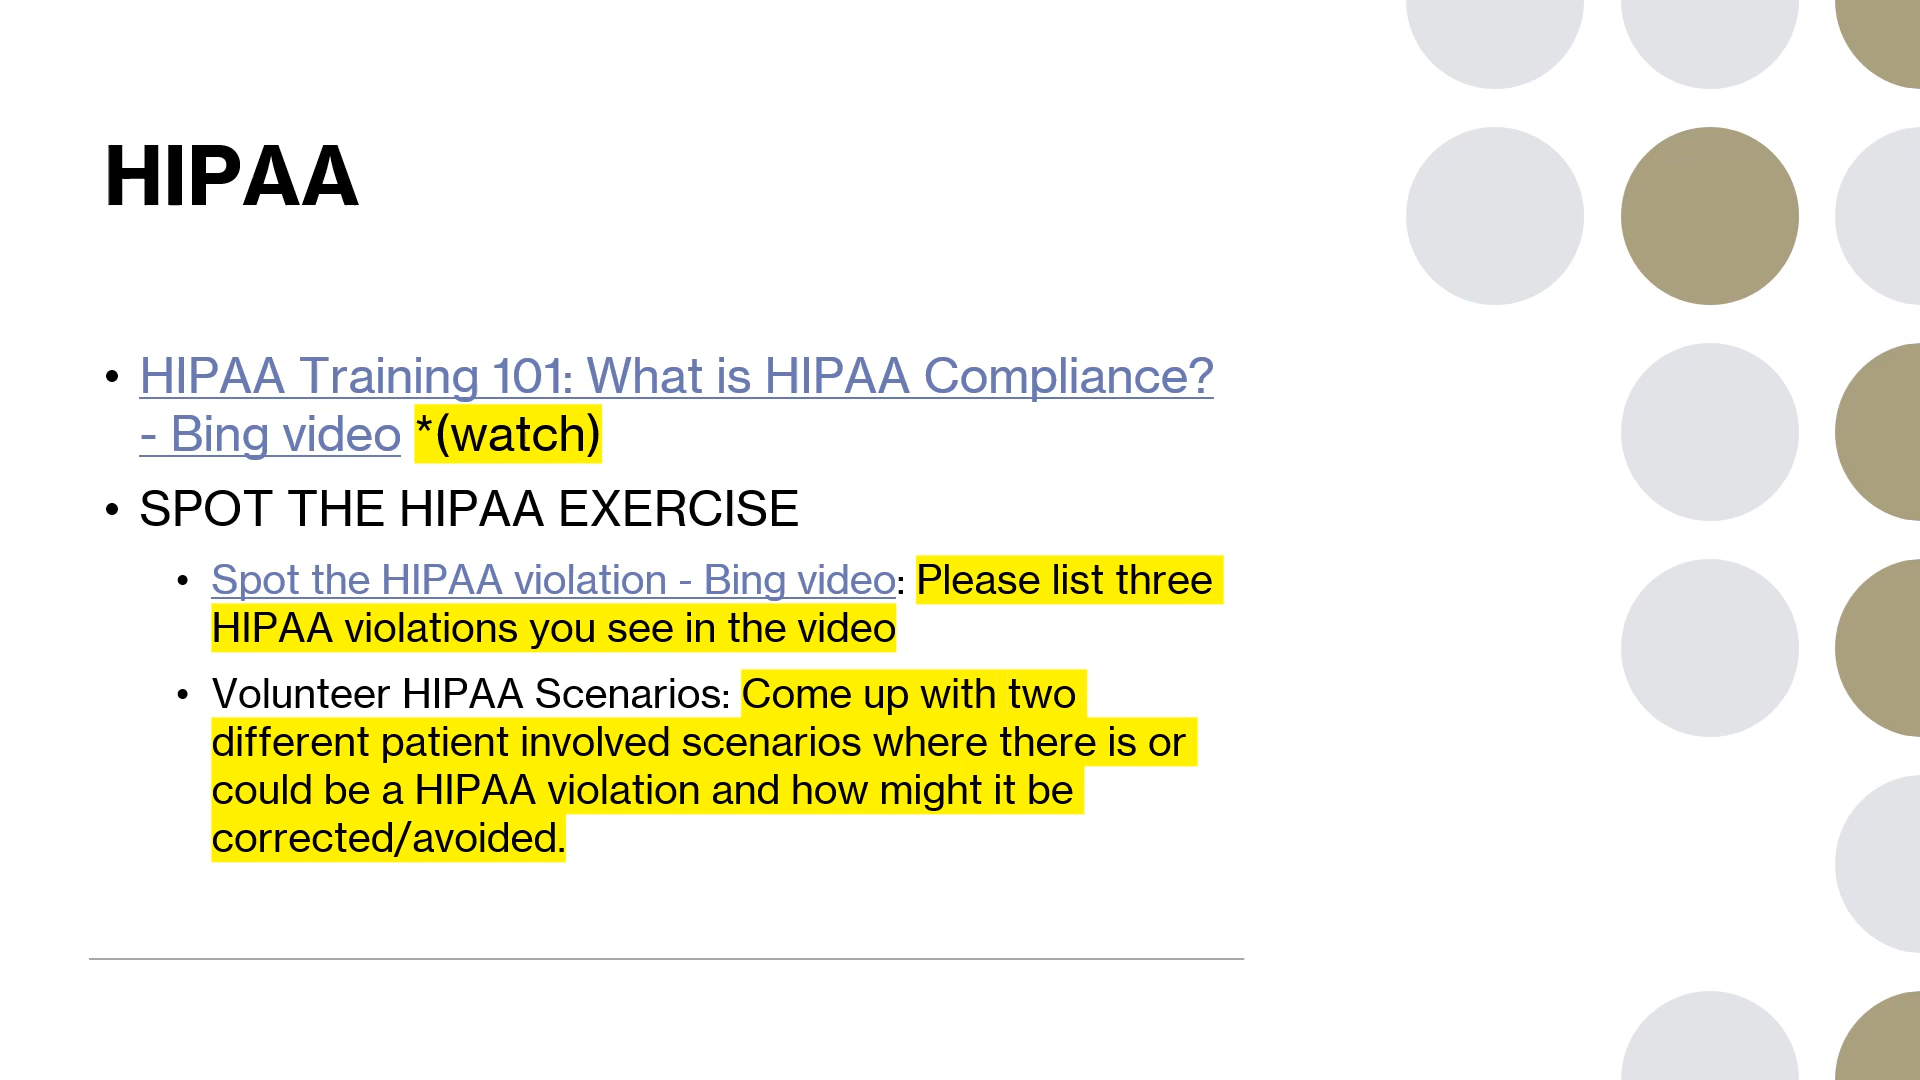 HIPAA
• HIPAA Training 101: What is HIPAA Compliance?
- Bing video *(watch)
• SPOT THE HIPAA EXERCISE
• Spot the HIPAA violation - Bing video: Please list three
HIPAA violations you see in the video
• Volunteer HIPAA Scenarios: Come up with two
different patient involved scenarios where there is or
could be a HIPAA violation and how might it be
corrected/avoided.